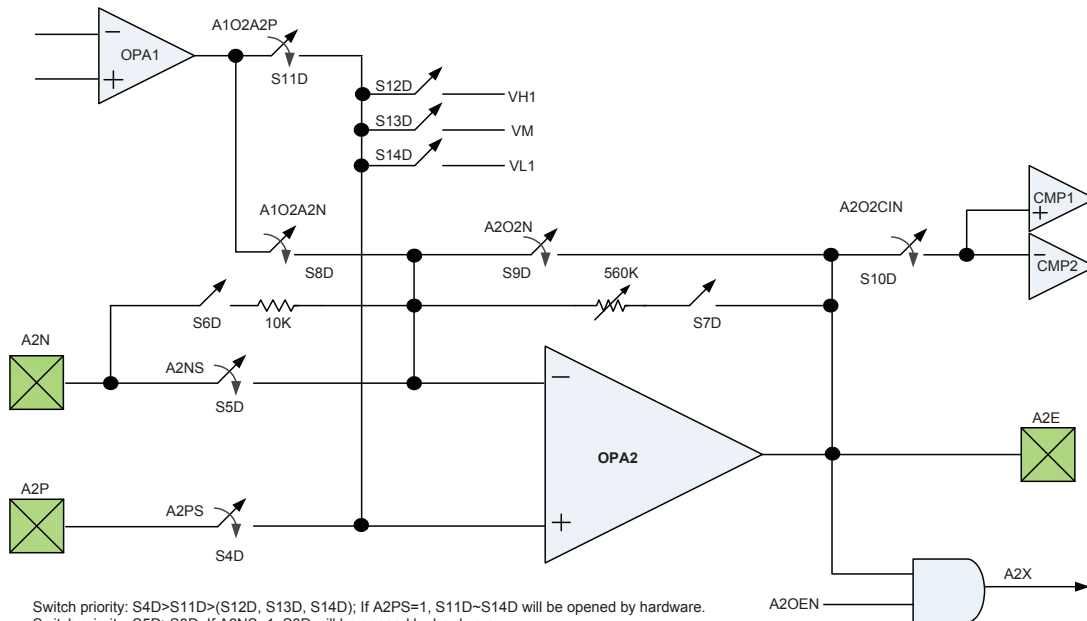 A1O2A2P
OPA1
S11D
S12D
VH1
S13D
VM
S14D
VL1
CMP1
A1O2A2N
A2O2N
A2O2CIN
CMP2
S8D
S9D
560K
S10D
S6D
10K
S7D
A2N
A2NS
S5D
A2E
OPA2
A2P
A2PS
S4D
A2X
A2OEN
Switch priority: S4D>S11D>(S12D, S13D, S14D); If A2PS=1, S11D~S14D will be opened by hardware.